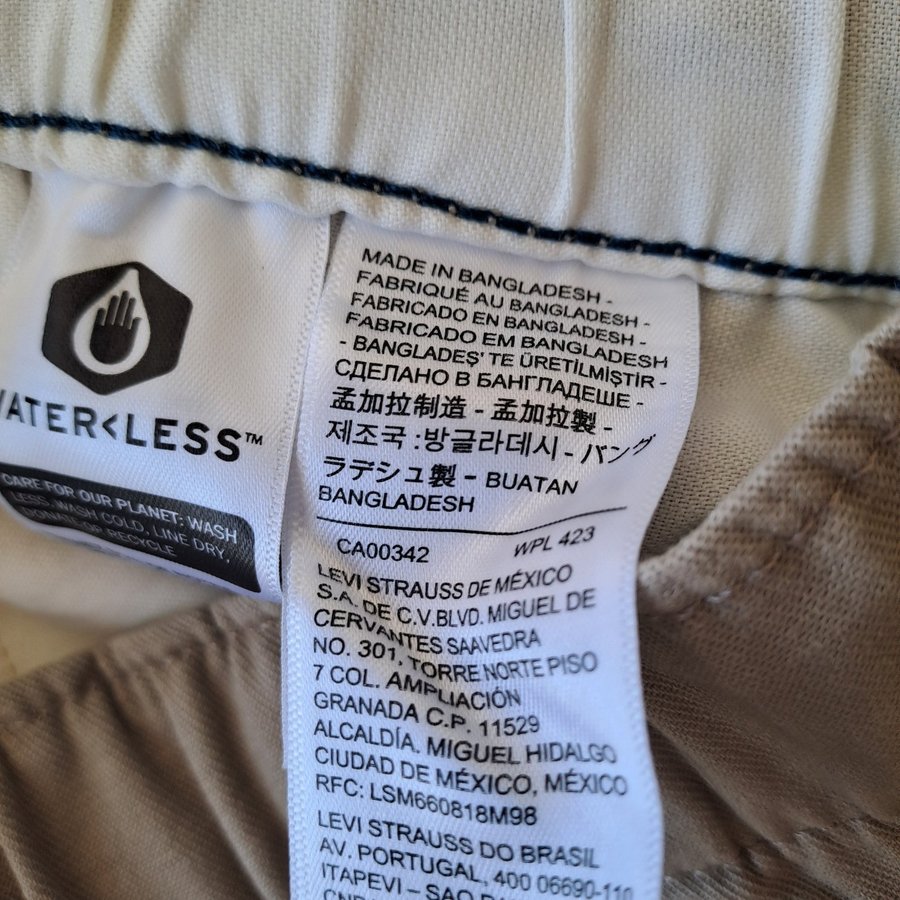 WATER<LESS™
CARE FOR OUR PLANET: WASH
LESS, WASH COLD, LINE DRY,
DONATE OR RECYCLE
MADE IN BANGLADESH -
FABRIQUÉ AU BANGLADESH -
FABRICADO EN BANGLADESH -
FABRICADO EM BANGLADESH
- BANGLADEŞ' TE ÜRETİLMİŞTİR -
СДЕЛАНО В БАНГЛАДЕШЕ -
孟加拉制造 - 孟加拉製 -
제조국 :방글라데시 - バング
ラデシュ製 - BUATAN
BANGLADESH
CA00342 WPL 423
LEVI STRAUSS DE MÉXICO
S.A. DE C.V.BLVD. MIGUEL DE
CERVANTES SAAVEDRA
NO. 301, TORRE NORTE PISO
7 COL. AMPLIACIÓN
GRANADA C.P. 11529
ALCALDÍA. MIGUEL HIDALGO
CIUDAD DE MÉXICO, MÉXICO
RFC: LSM660818M98
LEVI STRAUSS DO BRASIL
AV. PORTUGAL, 400 06690-110
ITAPEVI - SAO